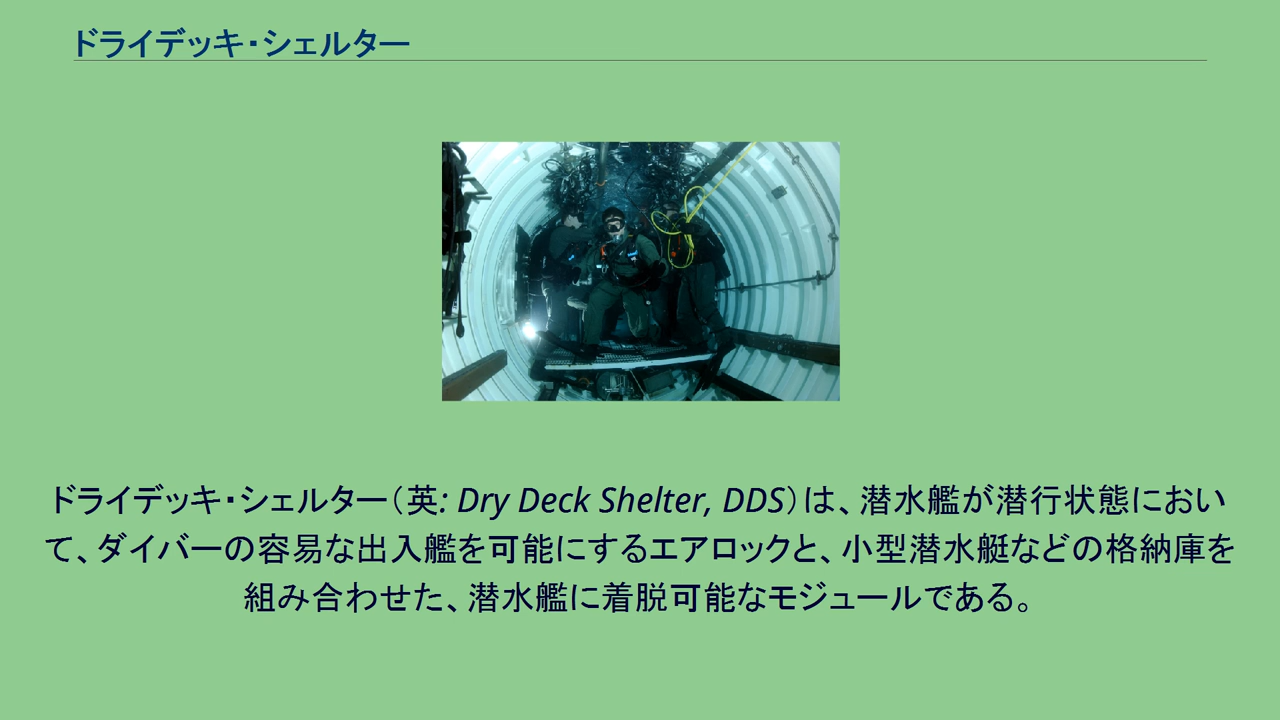 ドライデッキ・シェルター
ドライデッキ・シェルター（英: Dry Deck Shelter, DDS）は、潜水艦が潜行状態におい
て、ダイバーの容易な出入艦を可能にするエアロックと、小型潜水艇などの格納庫を
組み合わせた、潜水艦に着脱可能なモジュールである。